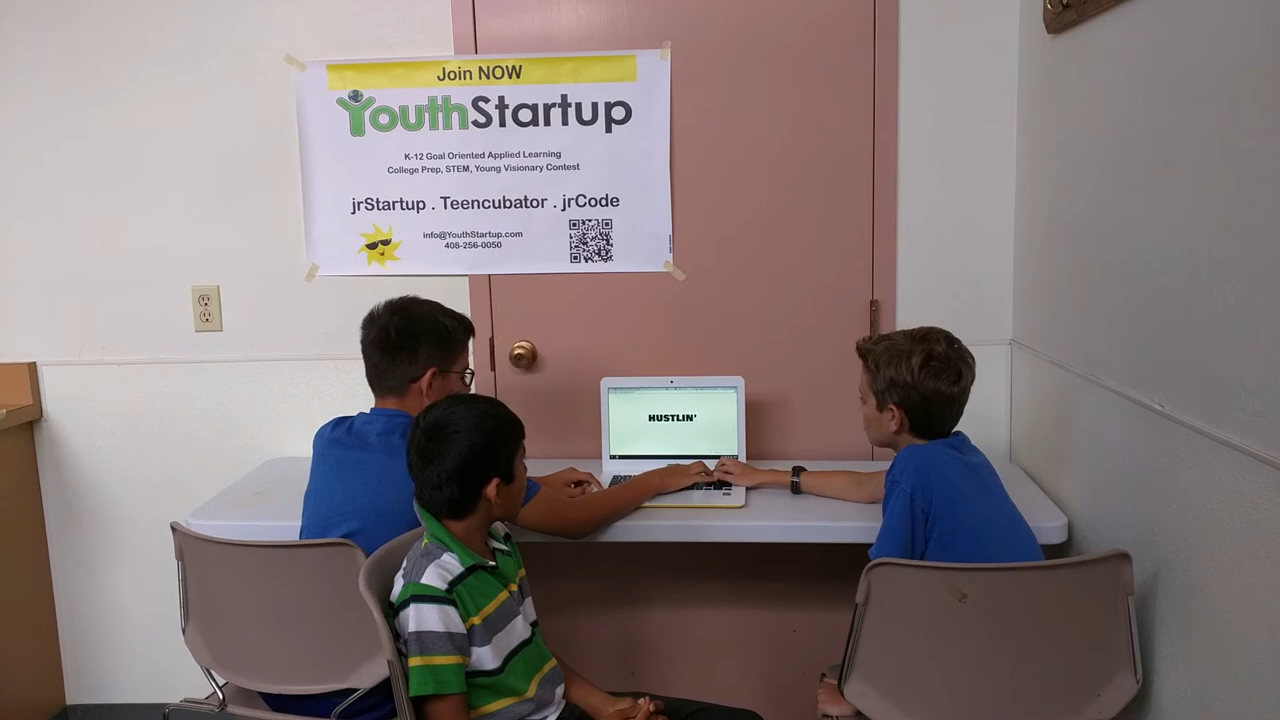 Join NOW
YouthStartup
K-12 Goal Oriented Applied Learning
College Prep, STEM, Young Visionary Contest
jrStartup . Teencubator . jrCode
info@YouthStartup.com
408-256-0050
HUSTLIN'